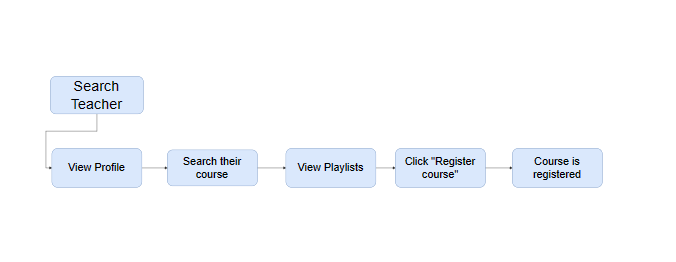 Search
Teacher
View Profile
Search their
course
View Playlists
Click "Register
course"
Course is
registered